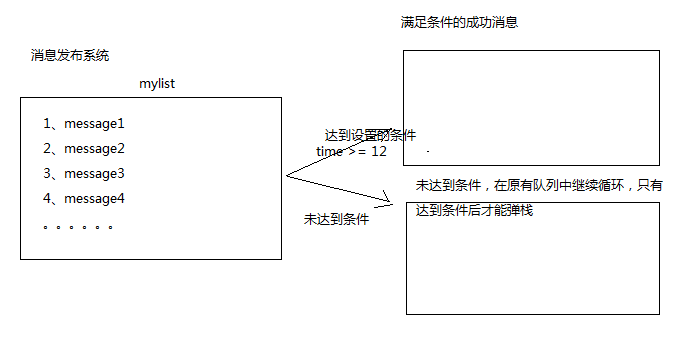 满足条件的成功消息
消息发布系统
mylist
1、message1
2、message2
3、message3
4、message4
。。。。。。
达到设置的条件
time >= 12
未达到条件，在原有队列中继续循环，只有
达到条件后才能弹栈
未达到条件